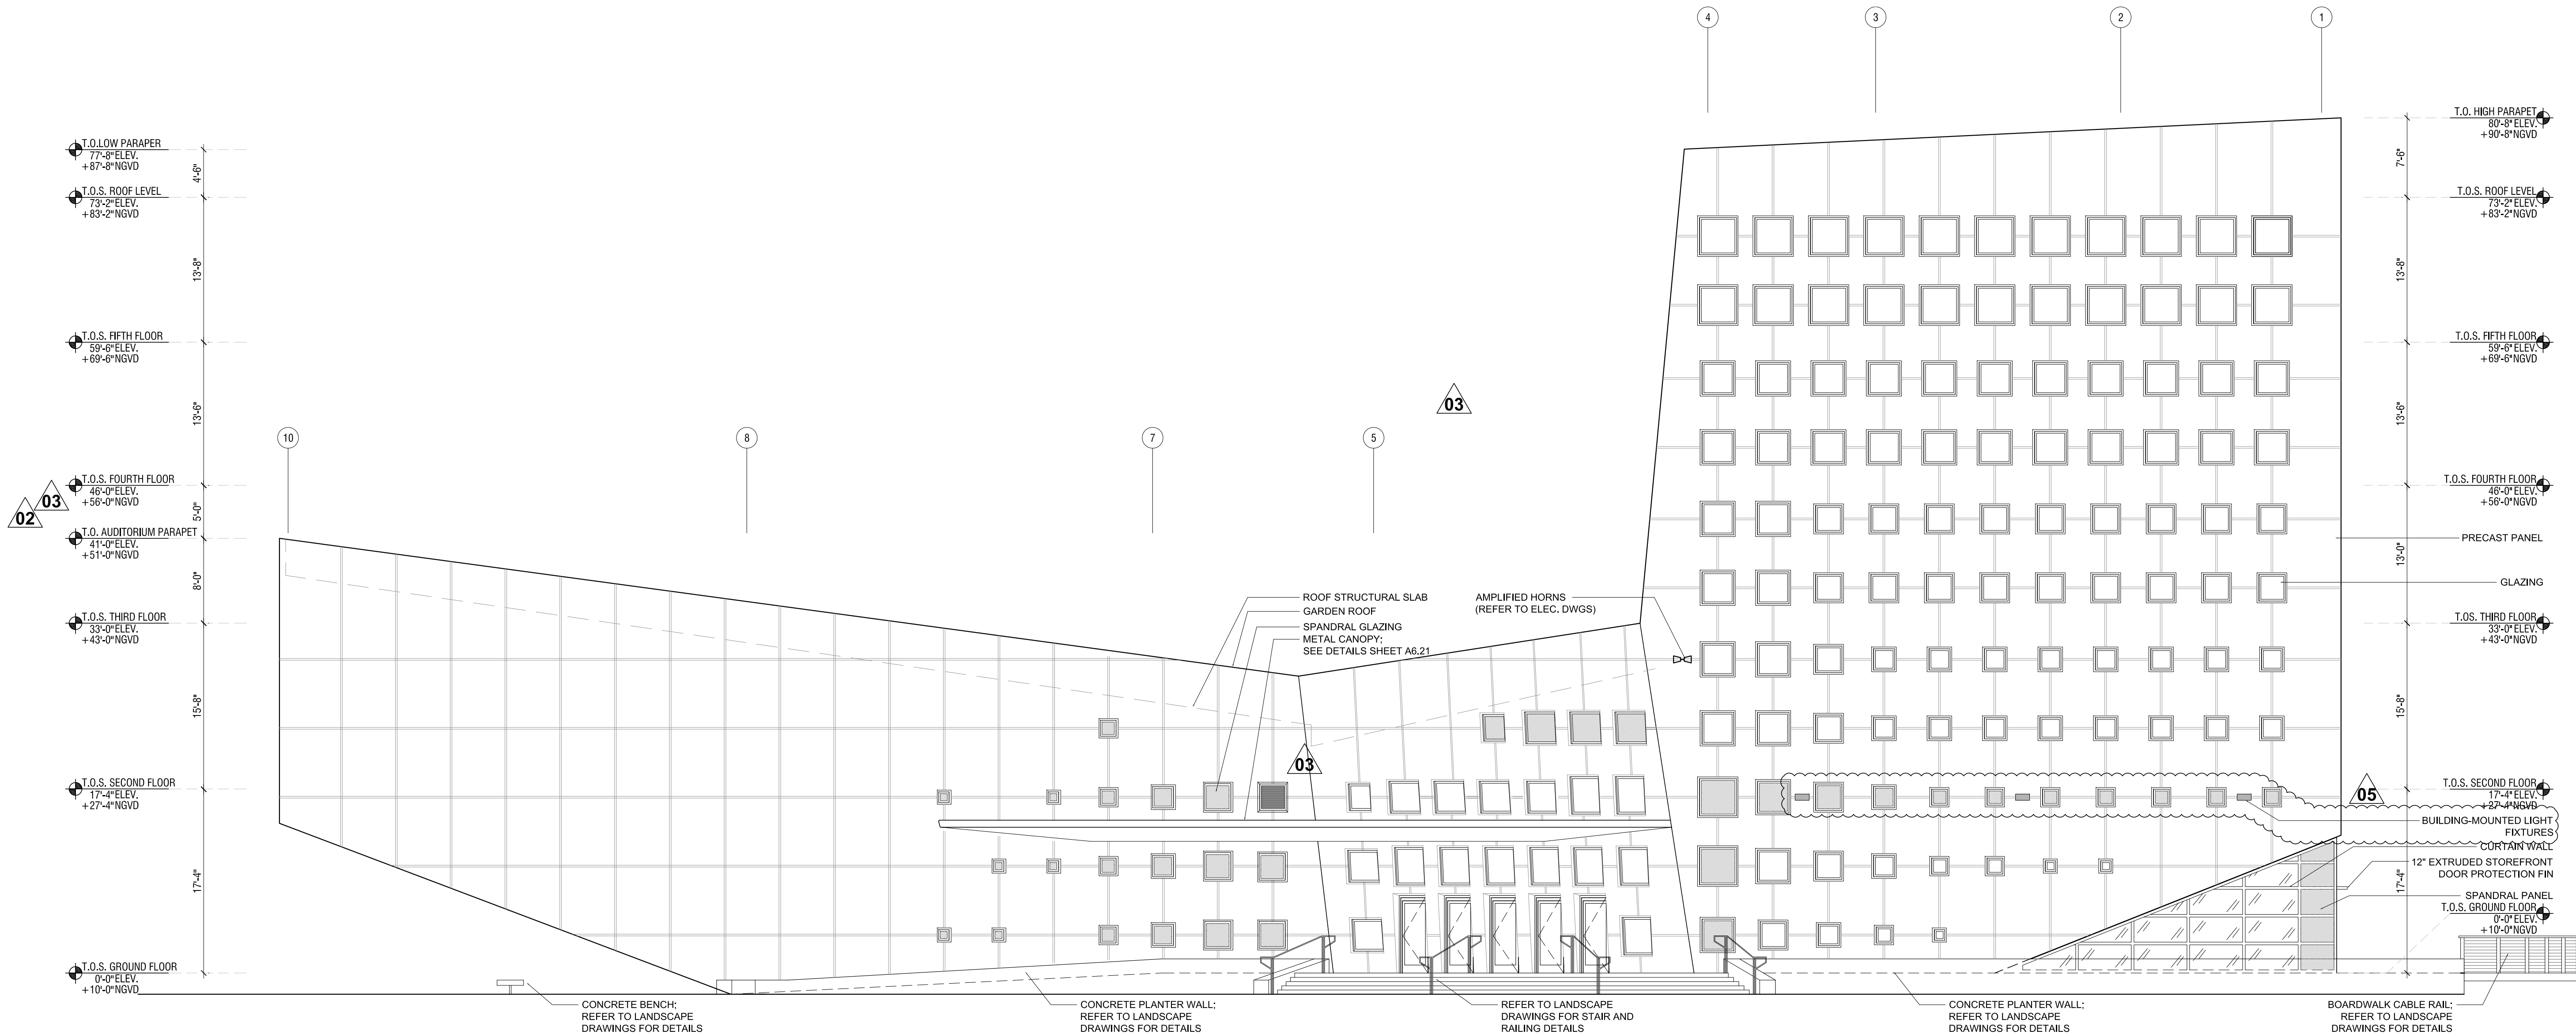 4
3
2
1
T.O.LOW PARAPER
77'-8"ELEV.
+87'-8"NGVD
4'-6"
T.O.S. ROOF LEVEL
73'-2"ELEV.
+83'-2"NGVD
13'-8"
T.O.S. FIFTH FLOOR
59'-6"ELEV.
+69'-6"NGVD
13'-6"
T.O.S. FOURTH FLOOR
46'-0"ELEV.
+56'-0"NGVD
02
03
5'-0"
T.O. AUDITORIUM PARAPET
41'-0"ELEV.
+51'-0"NGVD
8'-0"
T.O.S. THIRD FLOOR
33'-0"ELEV.
+43'-0"NGVD
15'-8"
T.O.S. SECOND FLOOR
17'-4"ELEV.
+27'-4"NGVD
17'-4"
T.O.S. GROUND FLOOR
0'-0"ELEV.
+10'-0"NGVD
10
8
7
5
03
ROOF STRUCTURAL SLAB
GARDEN ROOF
SPANDRAL GLAZING
METAL CANOPY;
SEE DETAILS SHEET A6.21
AMPLIFIED HORNS
(REFER TO ELEC. DWGS)
03
T.O. HIGH PARAPET
80'-8"ELEV.
+90'-8"NGVD
7'-6"
T.O.S. ROOF LEVEL
73'-2"ELEV.
+83'-2"NGVD
13'-8"
T.O.S. FIFTH FLOOR
59'-6"ELEV.
+69'-6"NGVD
13'-6"
T.O.S. FOURTH FLOOR
46'-0"ELEV.
+56'-0"NGVD
PRECAST PANEL
13'-0"
GLAZING
T.OS. THIRD FLOOR
33'-0"ELEV.
+43'-0"NGVD
15'-8"
T.O.S. SECOND FLOOR
17'-4"ELEV.
+27'-4"NGVD
05
BUILDING-MOUNTED LIGHT
FIXTURES
CURTAIN WALL
12" EXTRUDED STOREFRONT
DOOR PROTECTION FIN
17'-4"
SPANDRAL PANEL
T.O.S. GROUND FLOOR
0'-0"ELEV.
+10'-0"NGVD
CONCRETE BENCH;
REFER TO LANDSCAPE
DRAWINGS FOR DETAILS
CONCRETE PLANTER WALL;
REFER TO LANDSCAPE
DRAWINGS FOR DETAILS
REFER TO LANDSCAPE
DRAWINGS FOR STAIR AND
RAILING DETAILS
CONCRETE PLANTER WALL;
REFER TO LANDSCAPE
DRAWINGS FOR DETAILS
BOARDWALK CABLE RAIL;
REFER TO LANDSCAPE
DRAWINGS FOR DETAILS